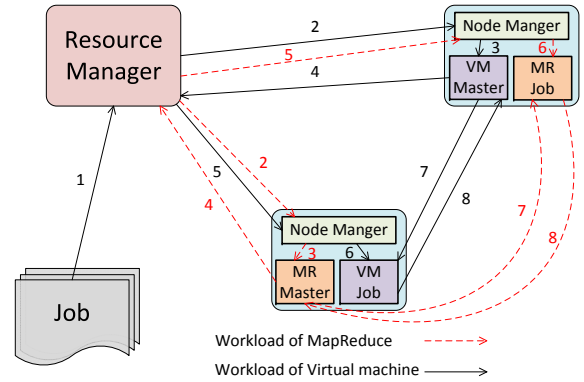 Resource
Manager
2
5
4
Node Manger
3
6
VM
Master
MR
Job
1
5
2
4
7
8
7
8
Node Manger
3
6
MR
Master
VM
Job
Job
Workload of MapReduce
Workload of Virtual machine